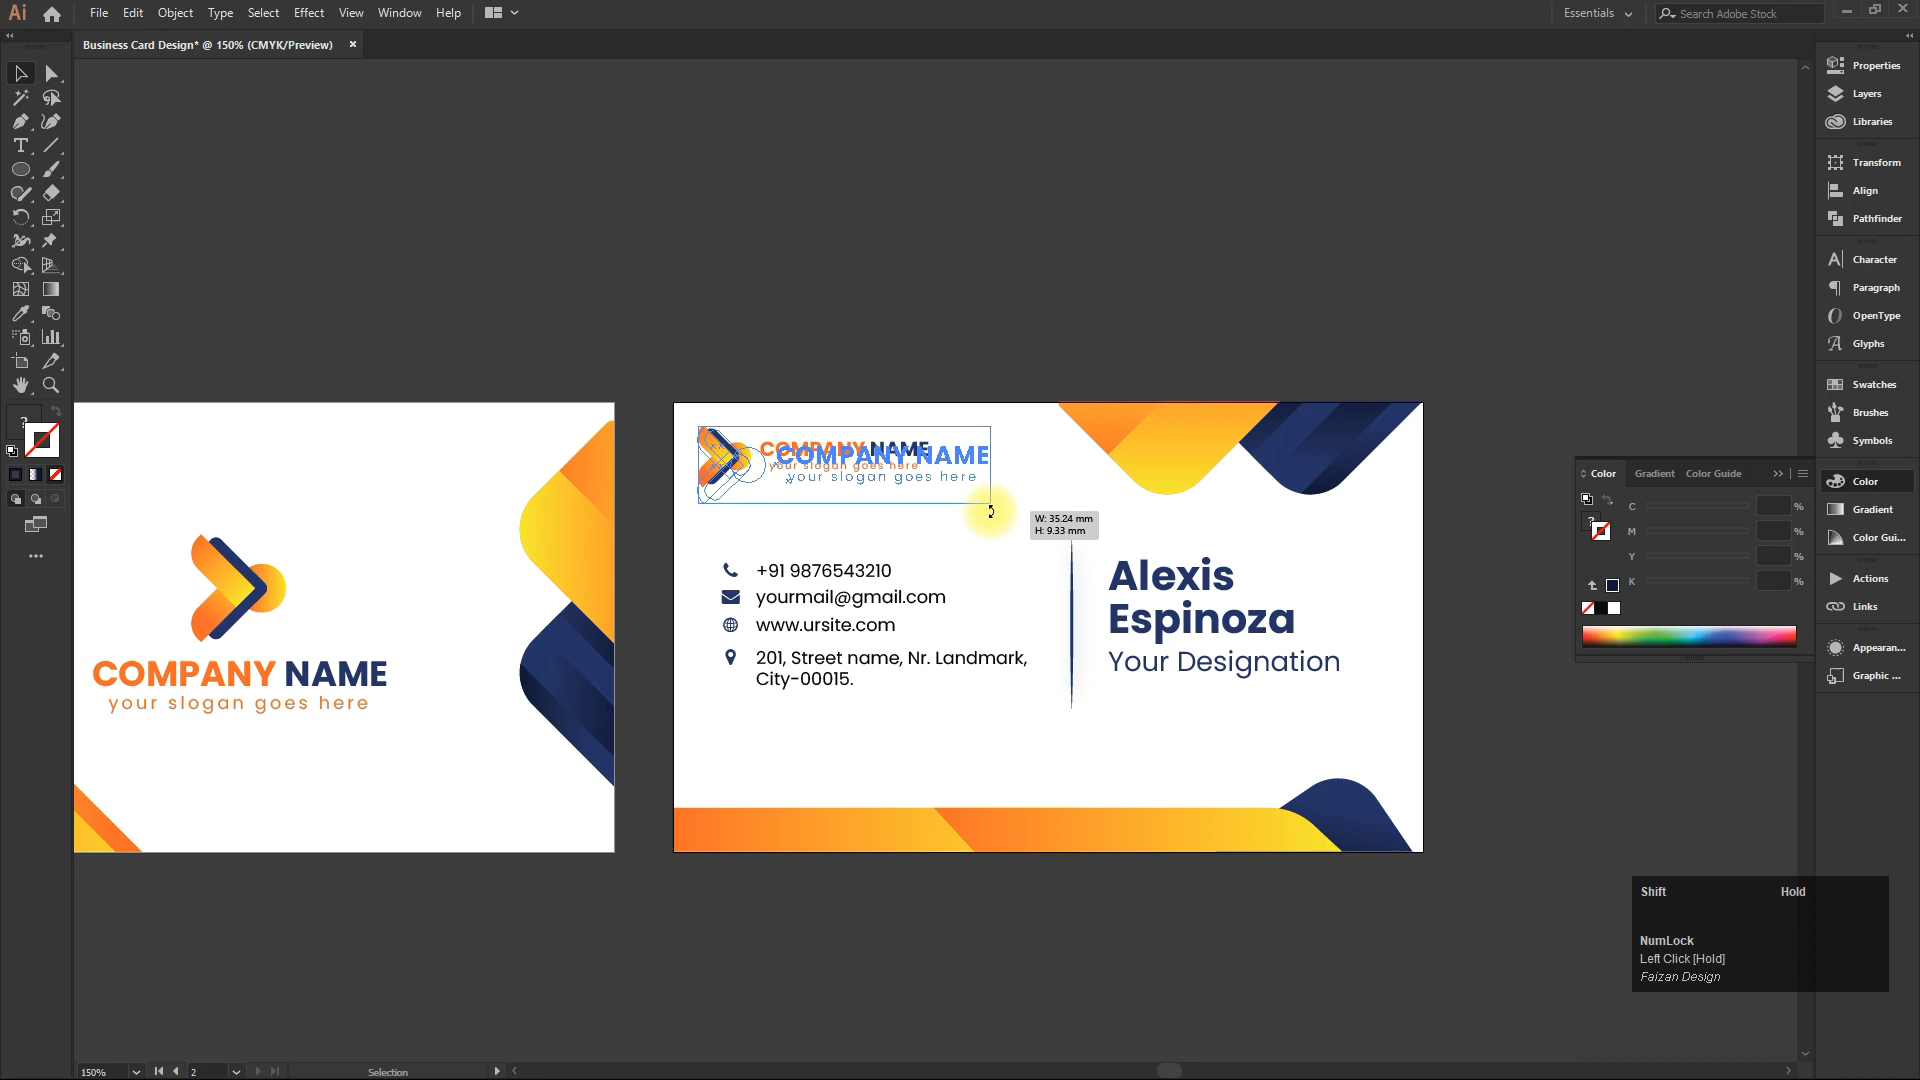 Ai File Edit Object Type Select Effect View Window Help
Essentials
Search Adobe Stock
Business Card Design* @ 150% (CMYK/Preview) ×
?
COMPANY NAME
your slogan goes here
COMPANY NAME
your slogan goes here
COMPANY NAME
your slogan goes here
W: 35.24 mm
H: 9.33 mm
+91 9876543210
yourmail@gmail.com
www.ursite.com
201, Street name, Nr. Landmark,
City-00015.
Alexis
Espinoza
Your Designation
Properties
Layers
Libraries
Transform
Align
Pathfinder
Character
Paragraph
OpenType
Glyphs
Swatches
Brushes
Symbols
Color
Gradient
Color Gui...
Actions
Links
Appearan...
Graphic ...
Color Gradient Color Guide
?
C %
M %
Y %
K %
Shift Hold
NumLock
Left Click [Hold]
Faizan Design
150% 2 Selection